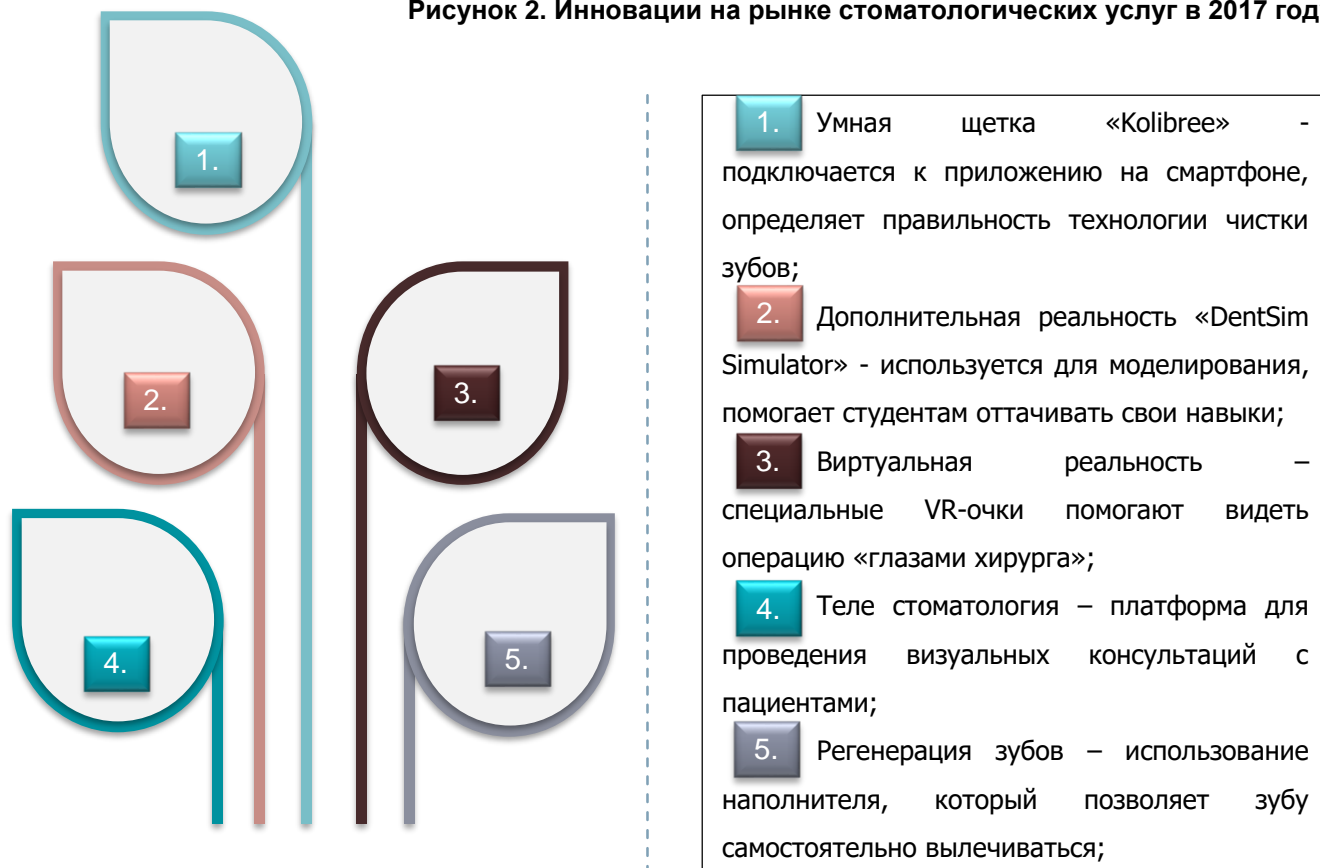 Рисунок 2. Инновации на рынке стоматологических услуг в 2017 год
1.
2.
3.
4.
5.
1. Умная щетка «Kolibree» -
подключается к приложению на смартфоне,
определяет правильность технологии чистки
зубов;
2. Дополнительная реальность «DentSim
Simulator» - используется для моделирования,
помогает студентам оттачивать свои навыки;
3. Виртуальная реальность –
специальные VR-очки помогают видеть
операцию «глазами хирурга»;
4. Теле стоматология – платформа для
проведения визуальных консультаций с
пациентами;
5. Регенерация зубов – использование
наполнителя, который позволяет зубу
самостоятельно вылечиваться;